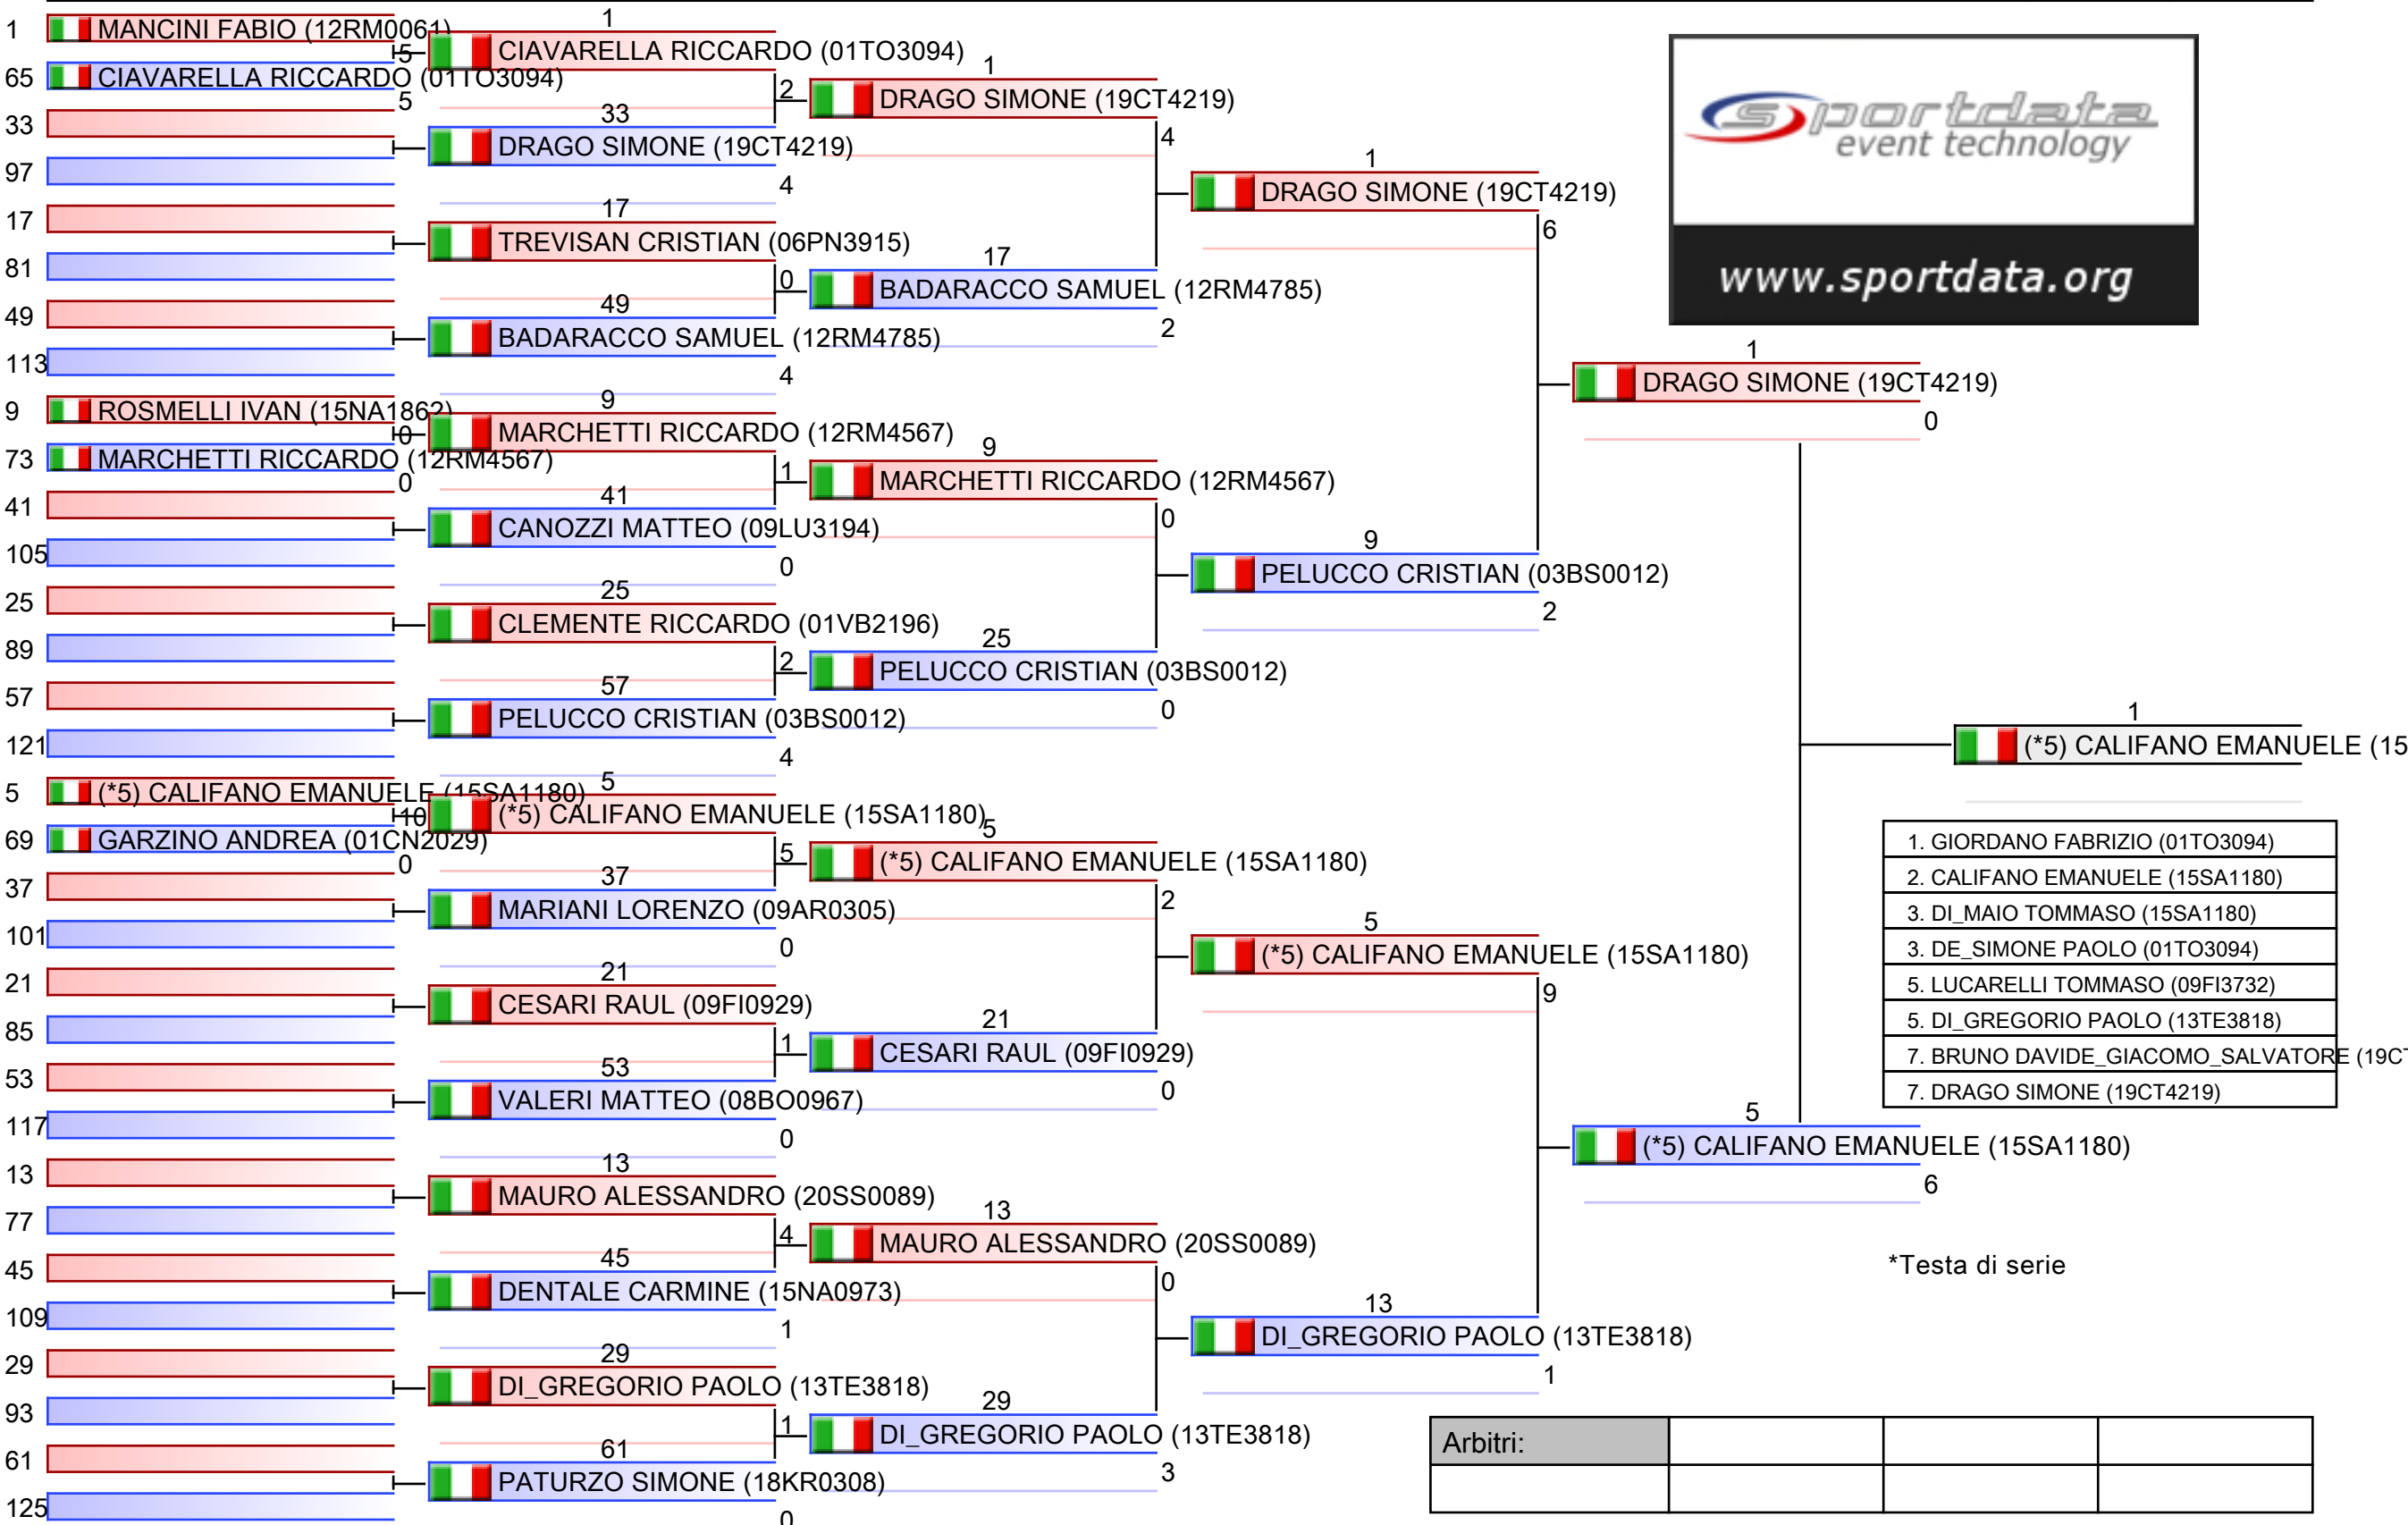 1 MANCINI FABIO (12RM0061)
5
65 CIAVARELLA RICCARDO (01TO3094)
5
33
97
17
81
49
113
9 ROSMELLI IVAN (15NA1862)
0
73 MARCHETTI RICCARDO (12RM4567)
0
41
105
25
89
57
121
5 (*5) CALIFANO EMANUELE (15SA1180)
10
69 GARZINO ANDREA (01CN2029)
0
37
101
21
85
53
117
13
77
45
109
29
93
61
125
1
CIAVARELLA RICCARDO (01TO3094)
2
33
DRAGO SIMONE (19CT4219)
4
17
TREVISAN CRISTIAN (06PN3915)
0
49
BADARACCO SAMUEL (12RM4785)
4
9
MARCHETTI RICCARDO (12RM4567)
1
41
CANOZZI MATTEO (09LU3194)
0
25
CLEMENTE RICCARDO (01VB2196)
2
57
PELUCCO CRISTIAN (03BS0012)
4
5
(*5) CALIFANO EMANUELE (15SA1180)
5
37
MARIANI LORENZO (09AR0305)
0
21
CESARI RAUL (09FI0929)
1
53
VALERI MATTEO (08BO0967)
0
13
MAURO ALESSANDRO (20SS0089)
4
45
DENTALE CARMINE (15NA0973)
1
29
DI_GREGORIO PAOLO (13TE3818)
1
61
PATURZO SIMONE (18KR0308)
0
1
DRAGO SIMONE (19CT4219)
4
17
BADARACCO SAMUEL (12RM4785)
2
9
MARCHETTI RICCARDO (12RM4567)
0
25
PELUCCO CRISTIAN (03BS0012)
0
5
(*5) CALIFANO EMANUELE (15SA1180)
2
21
CESARI RAUL (09FI0929)
0
13
MAURO ALESSANDRO (20SS0089)
0
29
DI_GREGORIO PAOLO (13TE3818)
3
1
DRAGO SIMONE (19CT4219)
6
9
PELUCCO CRISTIAN (03BS0012)
2
5
(*5) CALIFANO EMANUELE (15SA1180)
9
13
DI_GREGORIO PAOLO (13TE3818)
1
sportdata
event technology
www.sportdata.org
1
DRAGO SIMONE (19CT4219)
0
5
(*5) CALIFANO EMANUELE (15SA1180)
6
1
(*5) CALIFANO EMANUELE (15
1. GIORDANO FABRIZIO (01TO3094)
2. CALIFANO EMANUELE (15SA1180)
3. DI_MAIO TOMMASO (15SA1180)
3. DE_SIMONE PAOLO (01TO3094)
5. LUCARELLI TOMMASO (09FI3732)
5. DI_GREGORIO PAOLO (13TE3818)
7. BRUNO DAVIDE_GIACOMO_SALVATORE (19C
7. DRAGO SIMONE (19CT4219)
*Testa di serie
Arbitri: